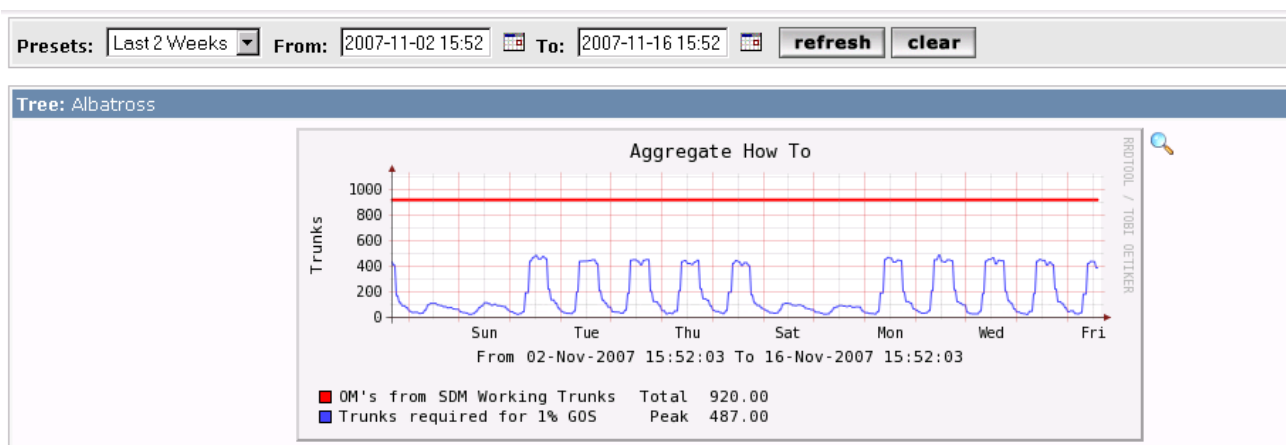 Presets: Last 2 Weeks From: 2007-11-02 15:52 To: 2007-11-16 15:52 refresh clear
Tree: Albatross
Aggregate How To
RRDTOOL / TOBI OETIKER
Trunks
1000
800
600
400
200
0
Sun Tue Thu Sat Mon Wed Fri
From 02-Nov-2007 15:52:03 To 16-Nov-2007 15:52:03
OM's from SDM Working Trunks Total 920.00
Trunks required for 1% GOS Peak 487.00